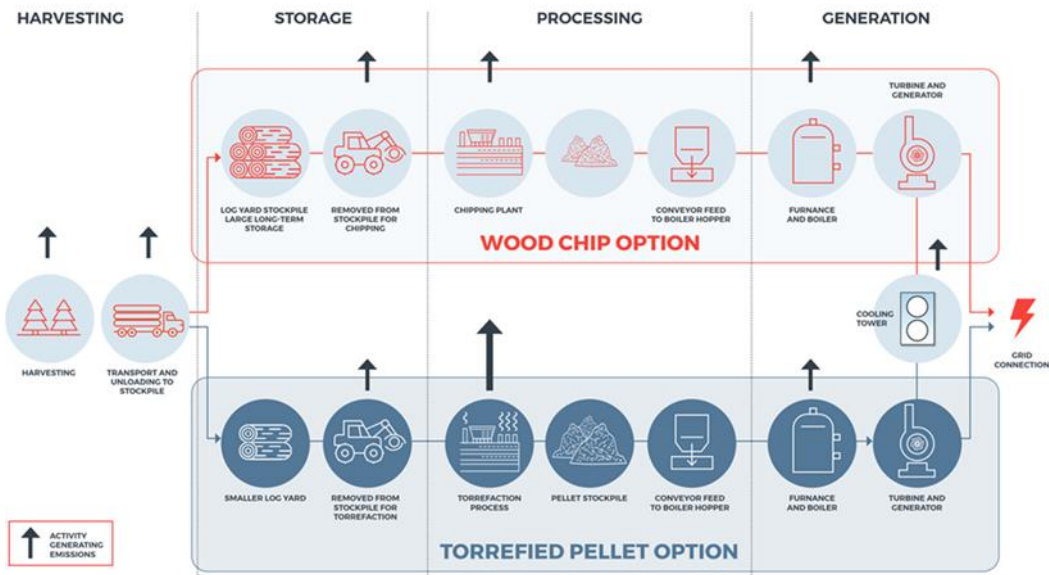 HARVESTING
STORAGE
PROCESSING
GENERATION
TURBINE AND
GENERATOR
LOG YARD STOCKPILE
LARGE LONG-TERM
STORAGE
REMOVED FROM
STOCKPILE FOR
CHIPPING
CHIPPING PLANT
CONVEYOR FEED
TO BOILER HOPPER
FURNANCE
AND BOILER
WOOD CHIP OPTION
HARVESTING
TRANSPORT AND
UNLOADING TO
STOCKPILE
COOLING
TOWER
GRID
CONNECTION
SMALLER LOG YARD
REMOVED FROM
STOCKPILE FOR
TORREFACTION
TORREFACTION
PROCESS
PELLET STOCKPILE
CONVEYOR FEED
TO BOILER HOPPER
FURNANCE
AND BOILER
TURBINE AND
GENERATOR
TORREFIED PELLET OPTION
ACTIVITY
GENERATING
EMISSIONS